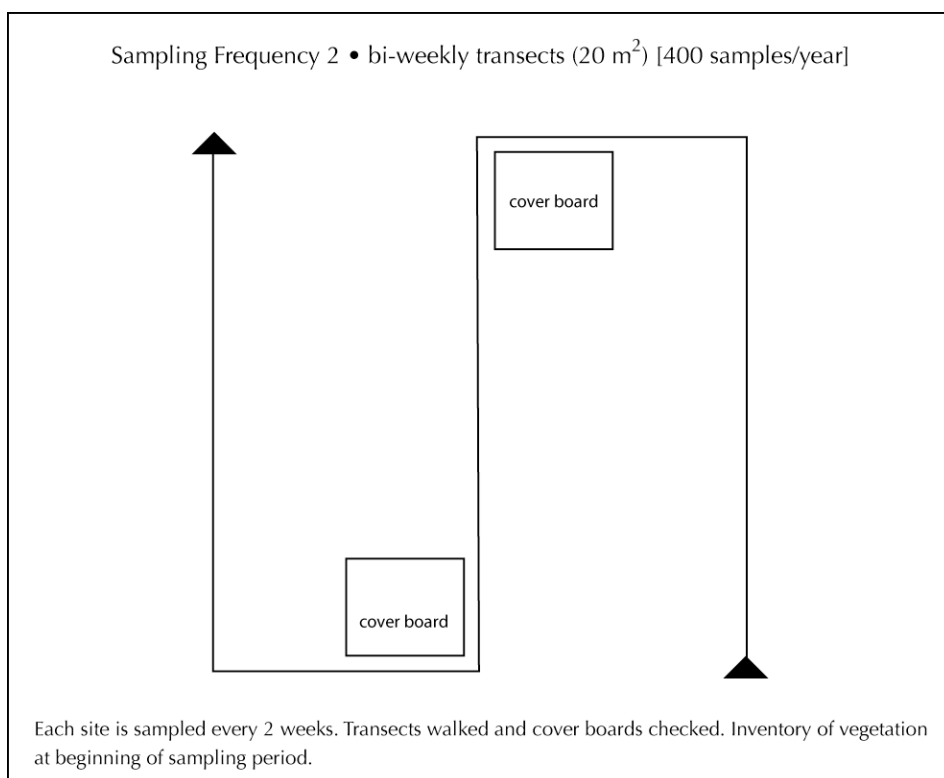 Sampling Frequency 2 • bi-weekly transects (20 m²) [400 samples/year]
cover board
cover board
Each site is sampled every 2 weeks. Transects walked and cover boards checked. Inventory of vegetation
at beginning of sampling period.